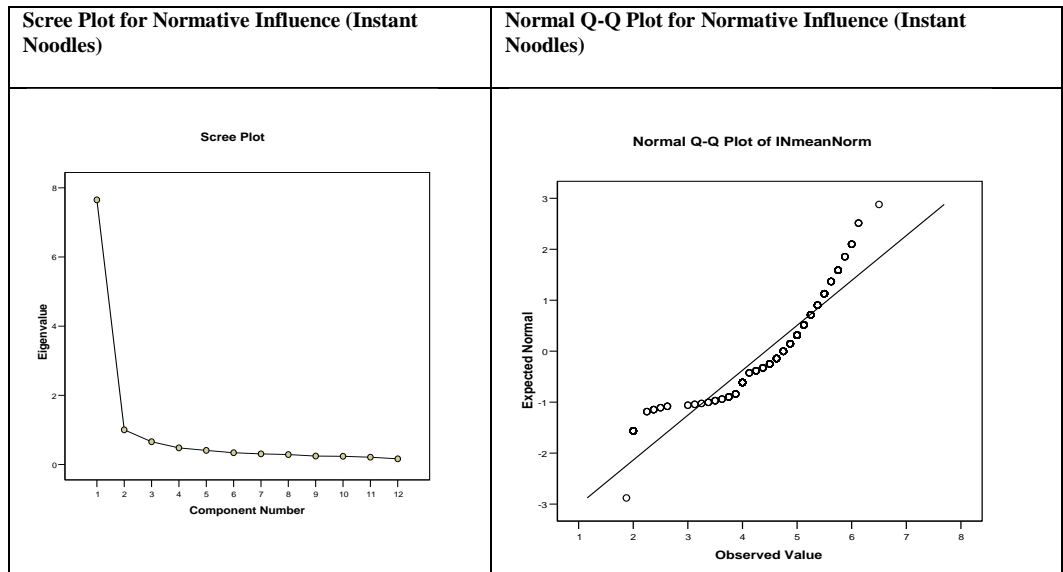 Scree Plot for Normative Influence (Instant
Noodles)
Normal Q-Q Plot for Normative Influence (Instant
Noodles)
Scree Plot
8
6
4
2
0
Eigenvalue
1 2 3 4 5 6 7 8 9 10 11 12
Component Number
Normal Q-Q Plot of INmeanNorm
3
2
1
0
-1
-2
-3
Expected Normal
1 2 3 4 5 6 7 8
Observed Value